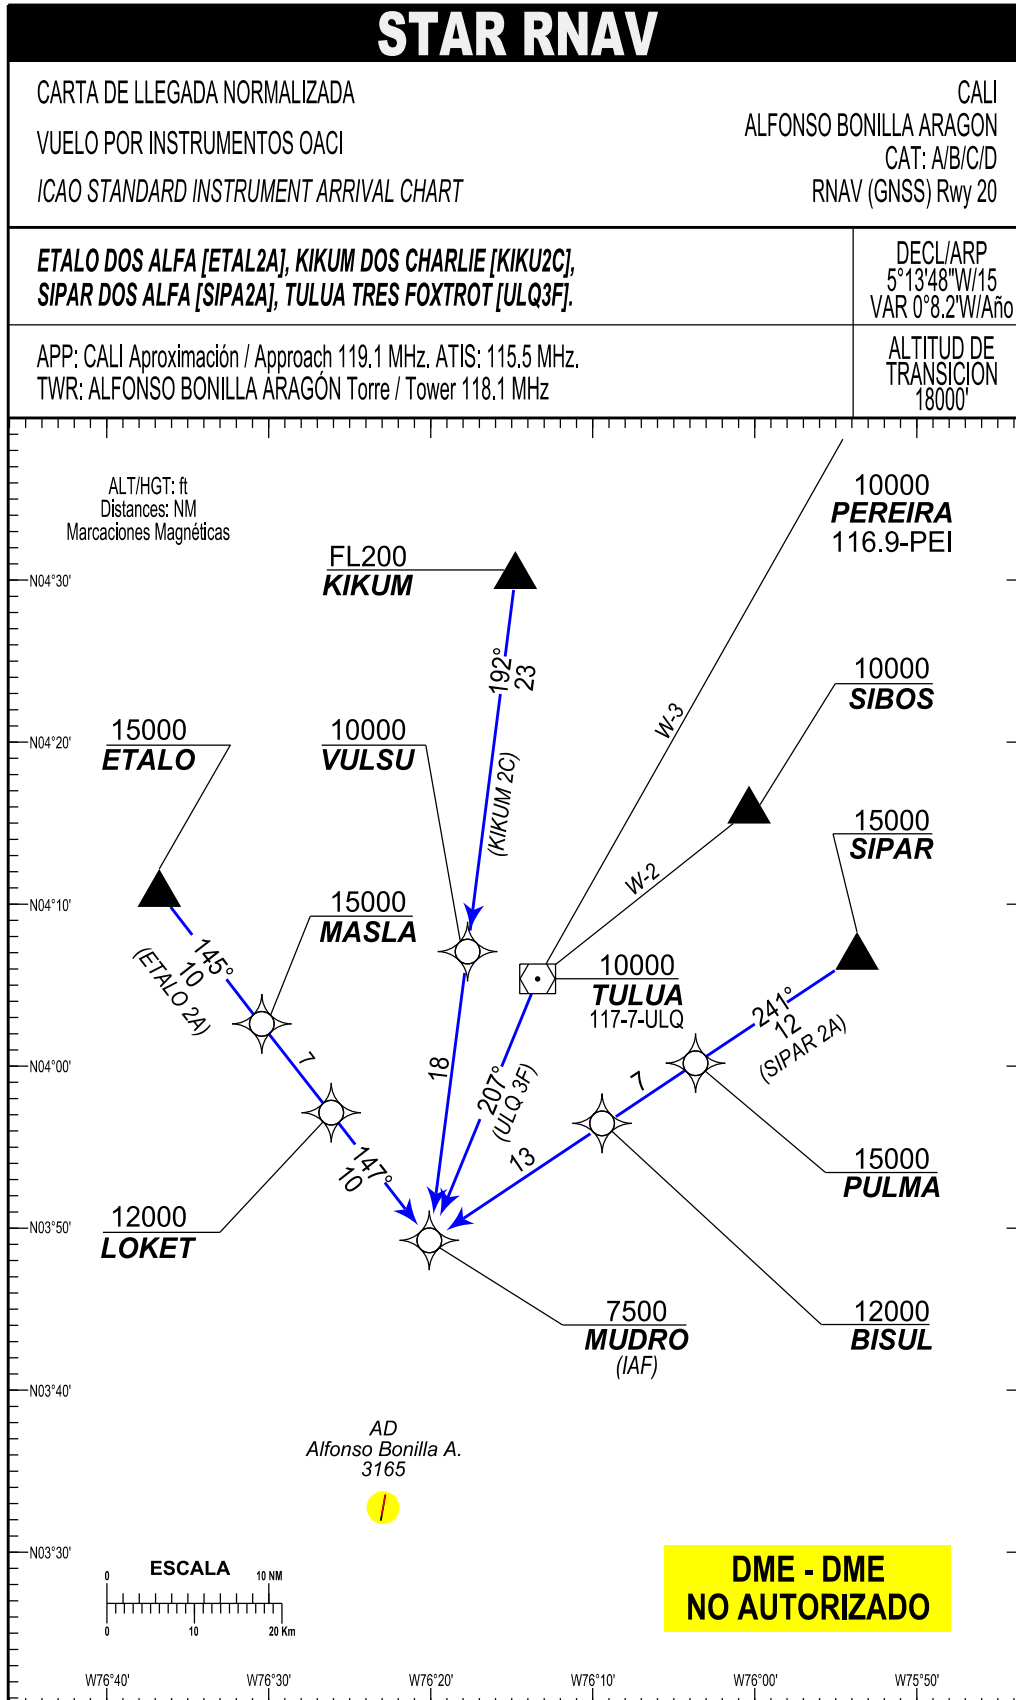 STAR RNAV
CARTA DE LLEGADA NORMALIZADA
VUELO POR INSTRUMENTOS OACI
ICAO STANDARD INSTRUMENT ARRIVAL CHART
CALI
ALFONSO BONILLA ARAGON
CAT: A/B/C/D
RNAV (GNSS) Rwy 20
ETALO DOS ALFA [ETAL2A], KIKUM DOS CHARLIE [KIKU2C],
SIPAR DOS ALFA [SIPA2A], TULUA TRES FOXTROT [ULQ3F].
DECL/ARP
5°13'48"W/15
VAR 0°8.2'W/Año
APP: CALI Aproximación / Approach 119.1 MHz. ATIS: 115.5 MHz.
TWR: ALFONSO BONILLA ARAGÓN Torre / Tower 118.1 MHz
ALTITUD DE
TRANSICION
18000'
ALT/HGT: ft
Distances: NM
Marcaciones Magnéticas
10000
PEREIRA
116.9-PEI
FL200
KIKUM
N04°30'
192°
23
10000
SIBOS
W-3
15000
ETALO
10000
VULSU
N04°20'
(KIKUM 2C)
15000
SIPAR
W-2
N04°10'
15000
MASLA
145°
10
(ETALO 2A)
10000
TULUA
117-7-ULQ
241°
12
(SIPAR 2A)
7
18
N04°00'
7
207°
(ULQ 3F)
13
147°
10
15000
PULMA
12000
LOKET
N03°50'
7500
MUDRO
(IAF)
12000
BISUL
N03°40'
AD
Alfonso Bonilla A.
3165
N03°30'
ESCALA
0
10 NM
0
10
20 Km
DME - DME
NO AUTORIZADO
W76°40'
W76°30'
W76°20'
W76°10'
W76°00'
W75°50'